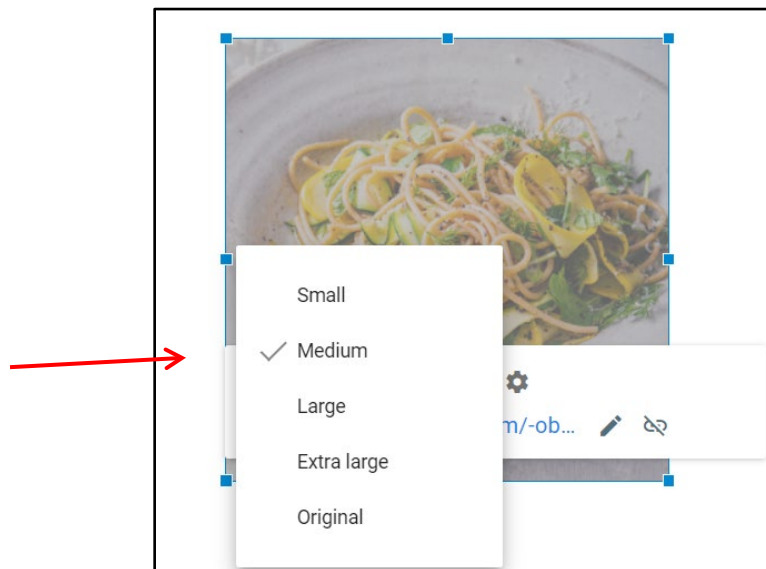 Small
Medium
Large
m/-ob...
Extra large
Original